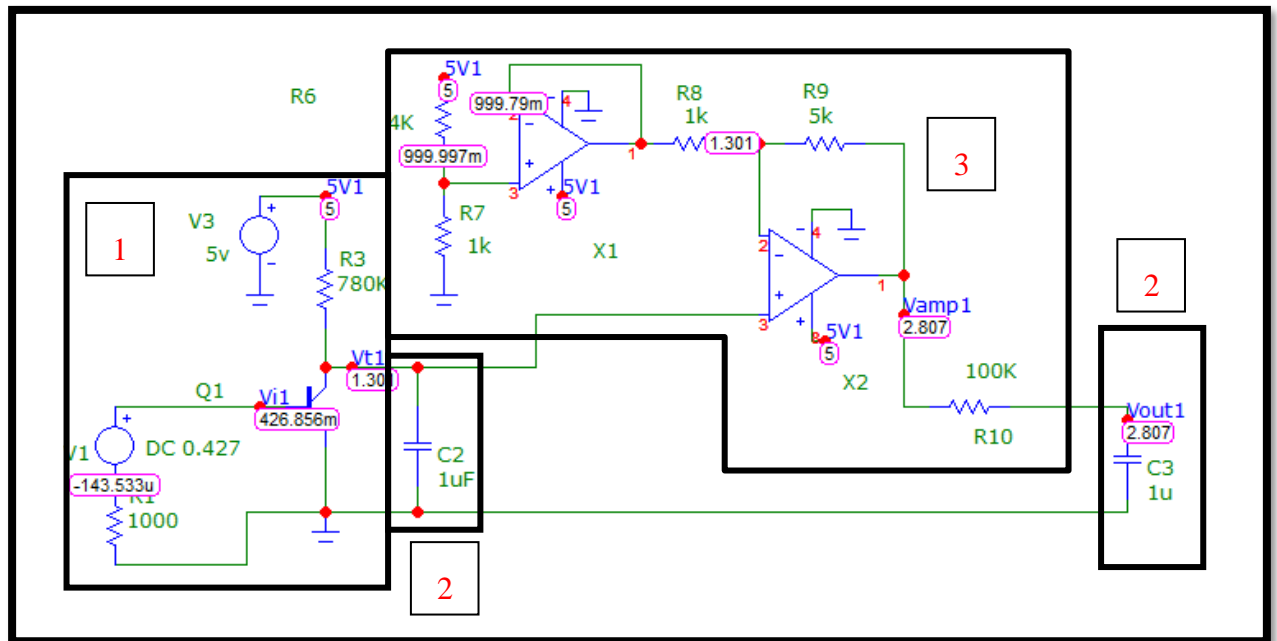 R6
5V1
5
4K
999.79m
2
4
−
+
3
1
999.997m
R7
1k
5V1
5
X1
R8
1k
1.301
R9
5k
3
1
V3
5v
+
-
5V1
5
R3
780K
2
4
−
+
3
1
Vamp1
2.807
5V1
5
X2
2
Vt1
1.301
Q1
Vi1
426.856m
+
V1
DC 0.427
-143.533u
R1
1000
C2
1uF
2
100K
R10
Vout1
2.807
C3
1u